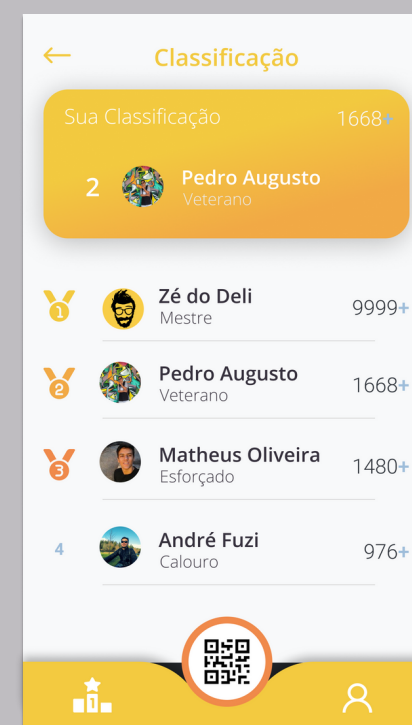 Classificação
Sua Classificação 1668+
2 Pedro Augusto
Veterano
1 Zé do Deli 9999+
Mestre
2 Pedro Augusto 1668+
Veterano
3 Matheus Oliveira 1480+
Esforçado
4 André Fuzi 976+
Calouro
1